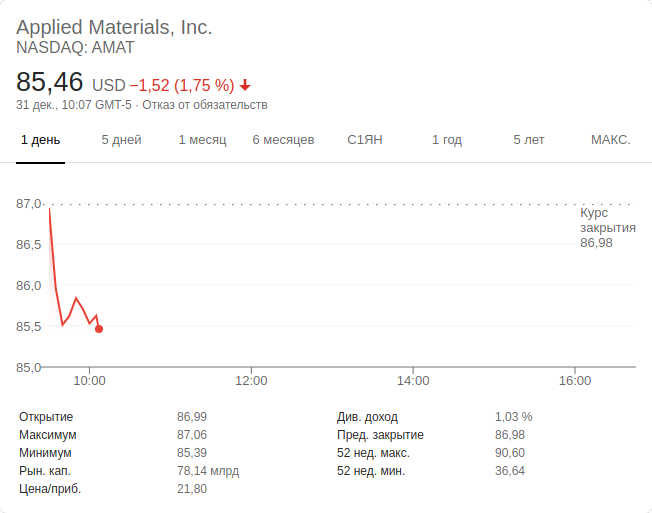 Applied Materials, Inc.
NASDAQ: AMAT
85,46 USD −1,52 (1,75 %)
31 дек., 10:07 GMT-5 · Отказ от обязательств
1 день 5 дней 1 месяц 6 месяцев С1ЯН 1 год 5 лет МАКС.
87,0
Курс
закрытия
86,5
86,98
86,0
85,5
85,0
10:00 12:00 14:00 16:00
Открытие 86,99 Див. доход 1,03 %
Максимум 87,06 Пред. закрытие 86,98
Минимум 85,39 52 нед. макс. 90,60
Рын. кап. 78,14 млрд 52 нед. мин. 36,64
Цена/приб. 21,80